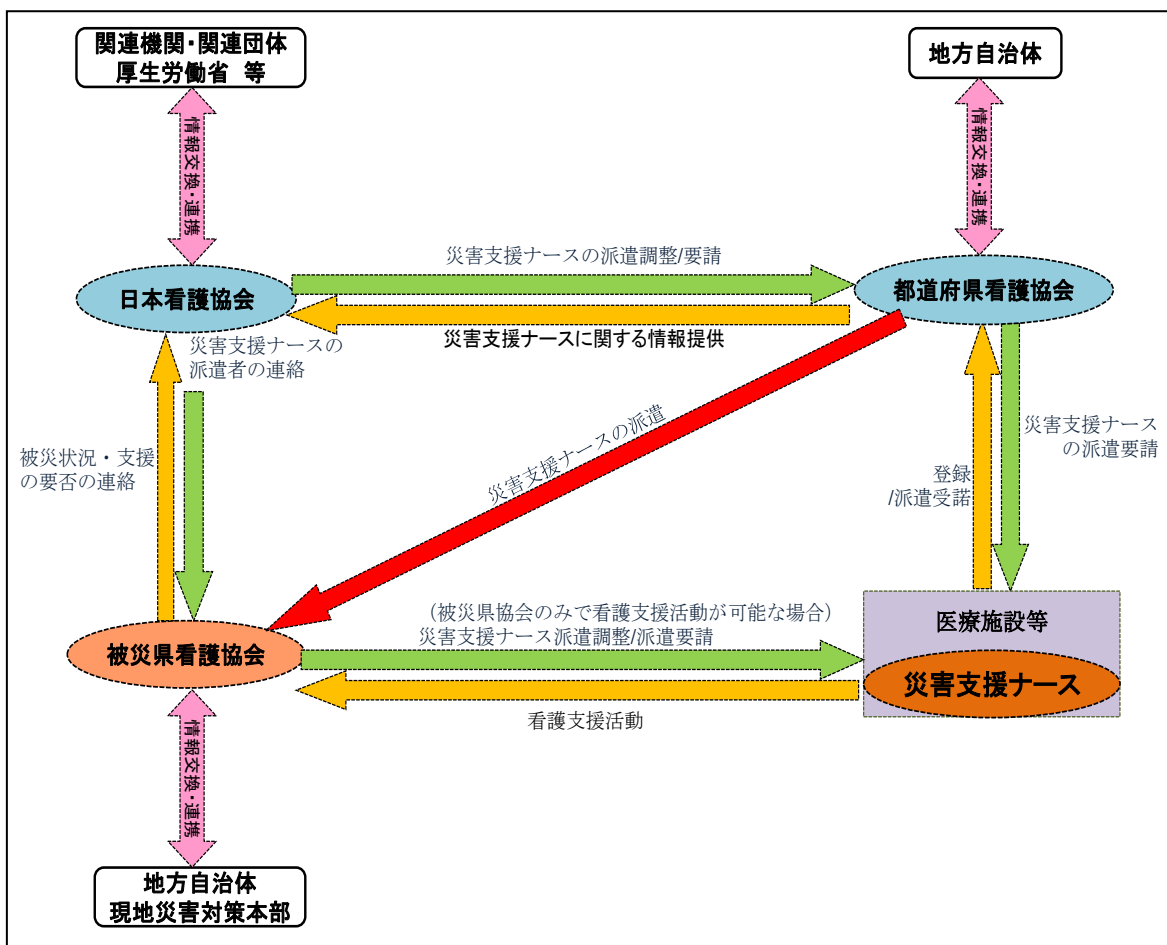 関連機関・関連団体
厚生労働省 等
地方自治体
情報交換・連携
情報交換・連携
災害支援ナースの派遣調整/要請
日本看護協会
都道府県看護協会
災害支援ナースに関する情報提供
災害支援ナースの
派遣者の連絡
被災状況・支援
の要否の連絡
災害支援ナースの派遣
災害支援ナース
の派遣要請
登録
/派遣受諾
(被災県協会のみで看護支援活動が可能な場合)
災害支援ナース派遣調整/派遣要請
医療施設等
被災県看護協会
災害支援ナース
看護支援活動
情報交換・連携
地方自治体
現地災害対策本部